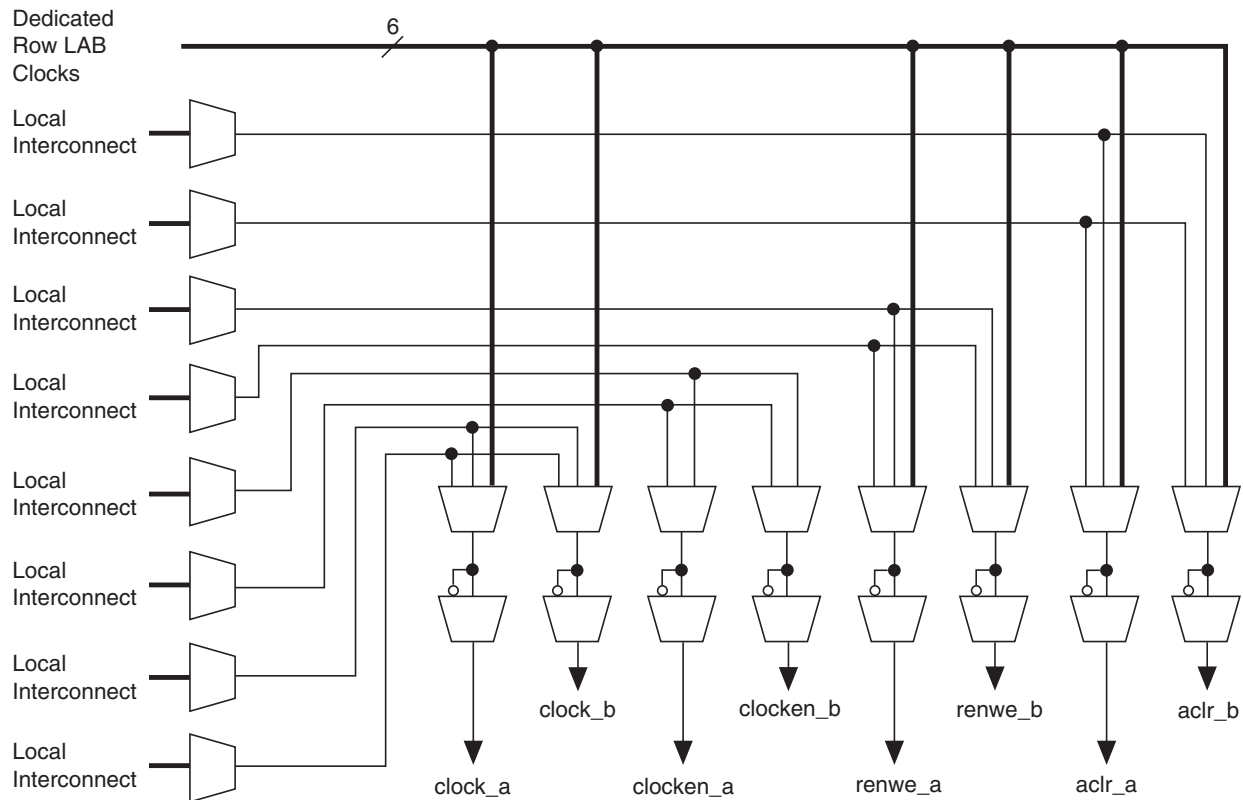 Dedicated
Row LAB
Clocks
6
Local
Interconnect
Local
Interconnect
Local
Interconnect
Local
Interconnect
Local
Interconnect
Local
Interconnect
Local
Interconnect
Local
Interconnect
clock_b
clocken_b
renwe_b
aclr_b
clock_a
clocken_a
renwe_a
aclr_a